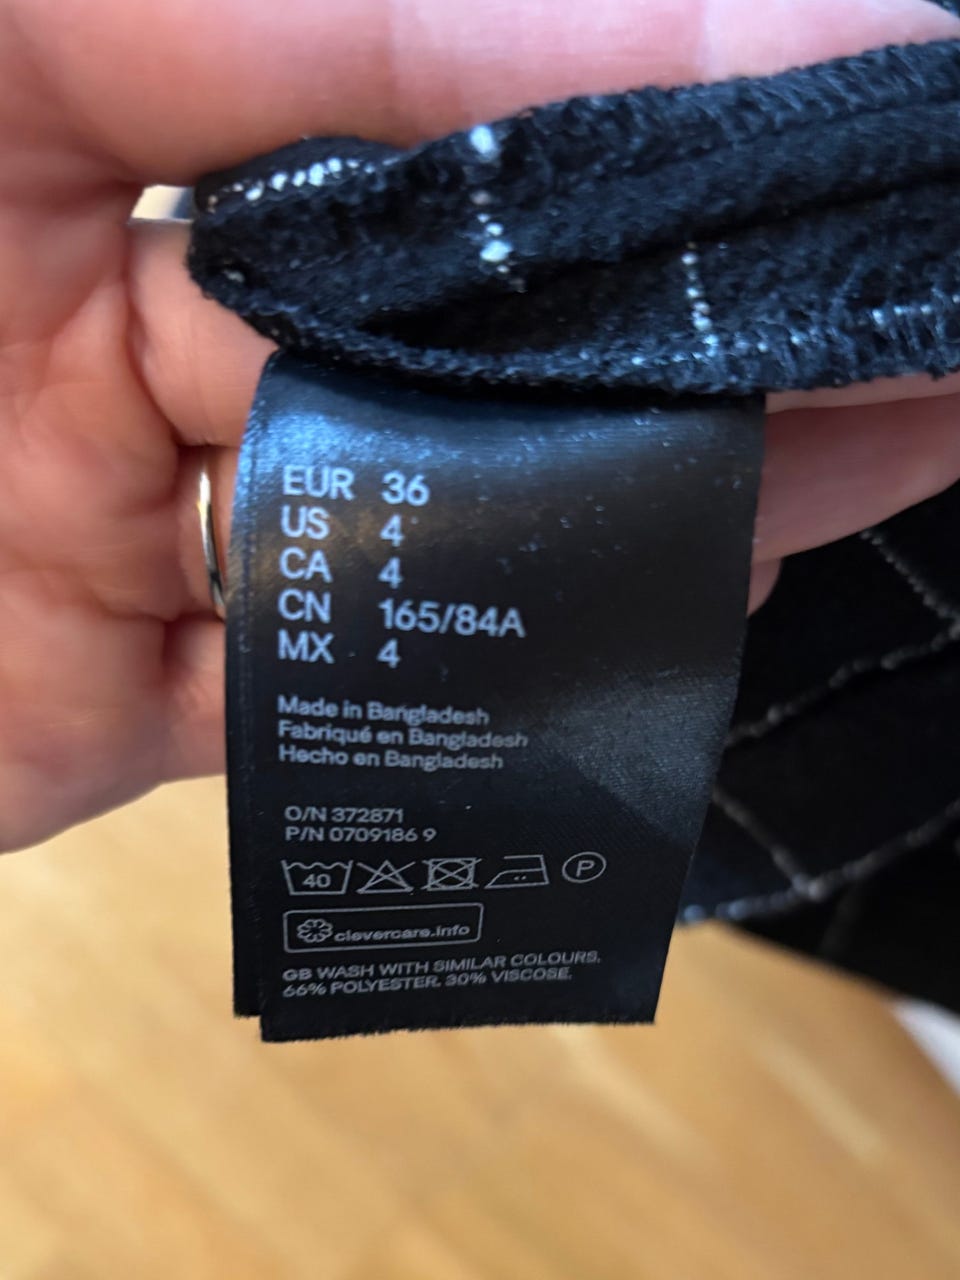 EUR 36
US 4
CA 4
CN 165/84A
MX 4
Made in Bangladesh
Fabriqué en Bangladesh
Hecho en Bangladesh
O/N 372871
P/N 0709186 9
40 P
clevercare.info
GB WASH WITH SIMILAR COLOURS.
66% POLYESTER. 30% VISCOSE.